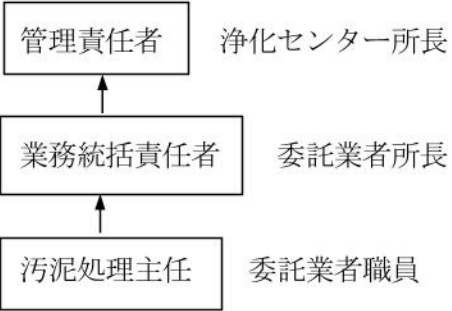 管理責任者　浄化センター所長
業務統括責任者　委託業者所長
汚泥処理主任　委託業者職員